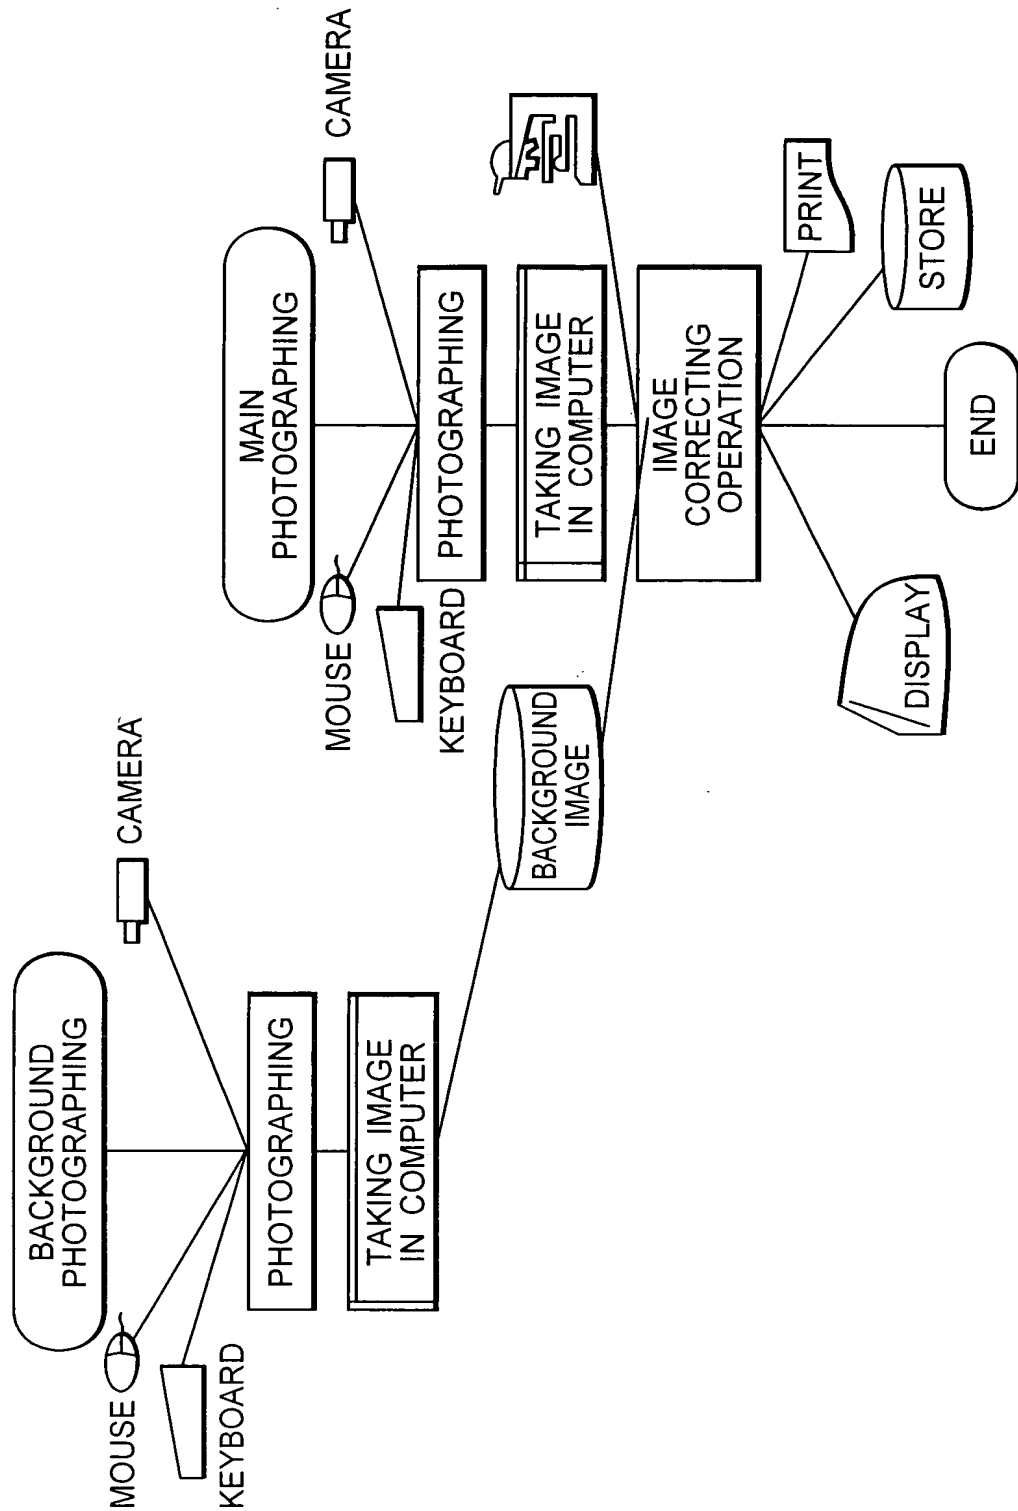 BACKGROUND
PHOTOGRAPHING
MOUSE
CAMERA
KEYBOARD
PHOTOGRAPHING
TAKING IMAGE
IN COMPUTER
BACKGROUND
IMAGE
MAIN
PHOTOGRAPHING
MOUSE
CAMERA
KEYBOARD
PHOTOGRAPHING
TAKING IMAGE
IN COMPUTER
IMAGE
CORRECTING
OPERATION
DISPLAY
END
STORE
PRINT